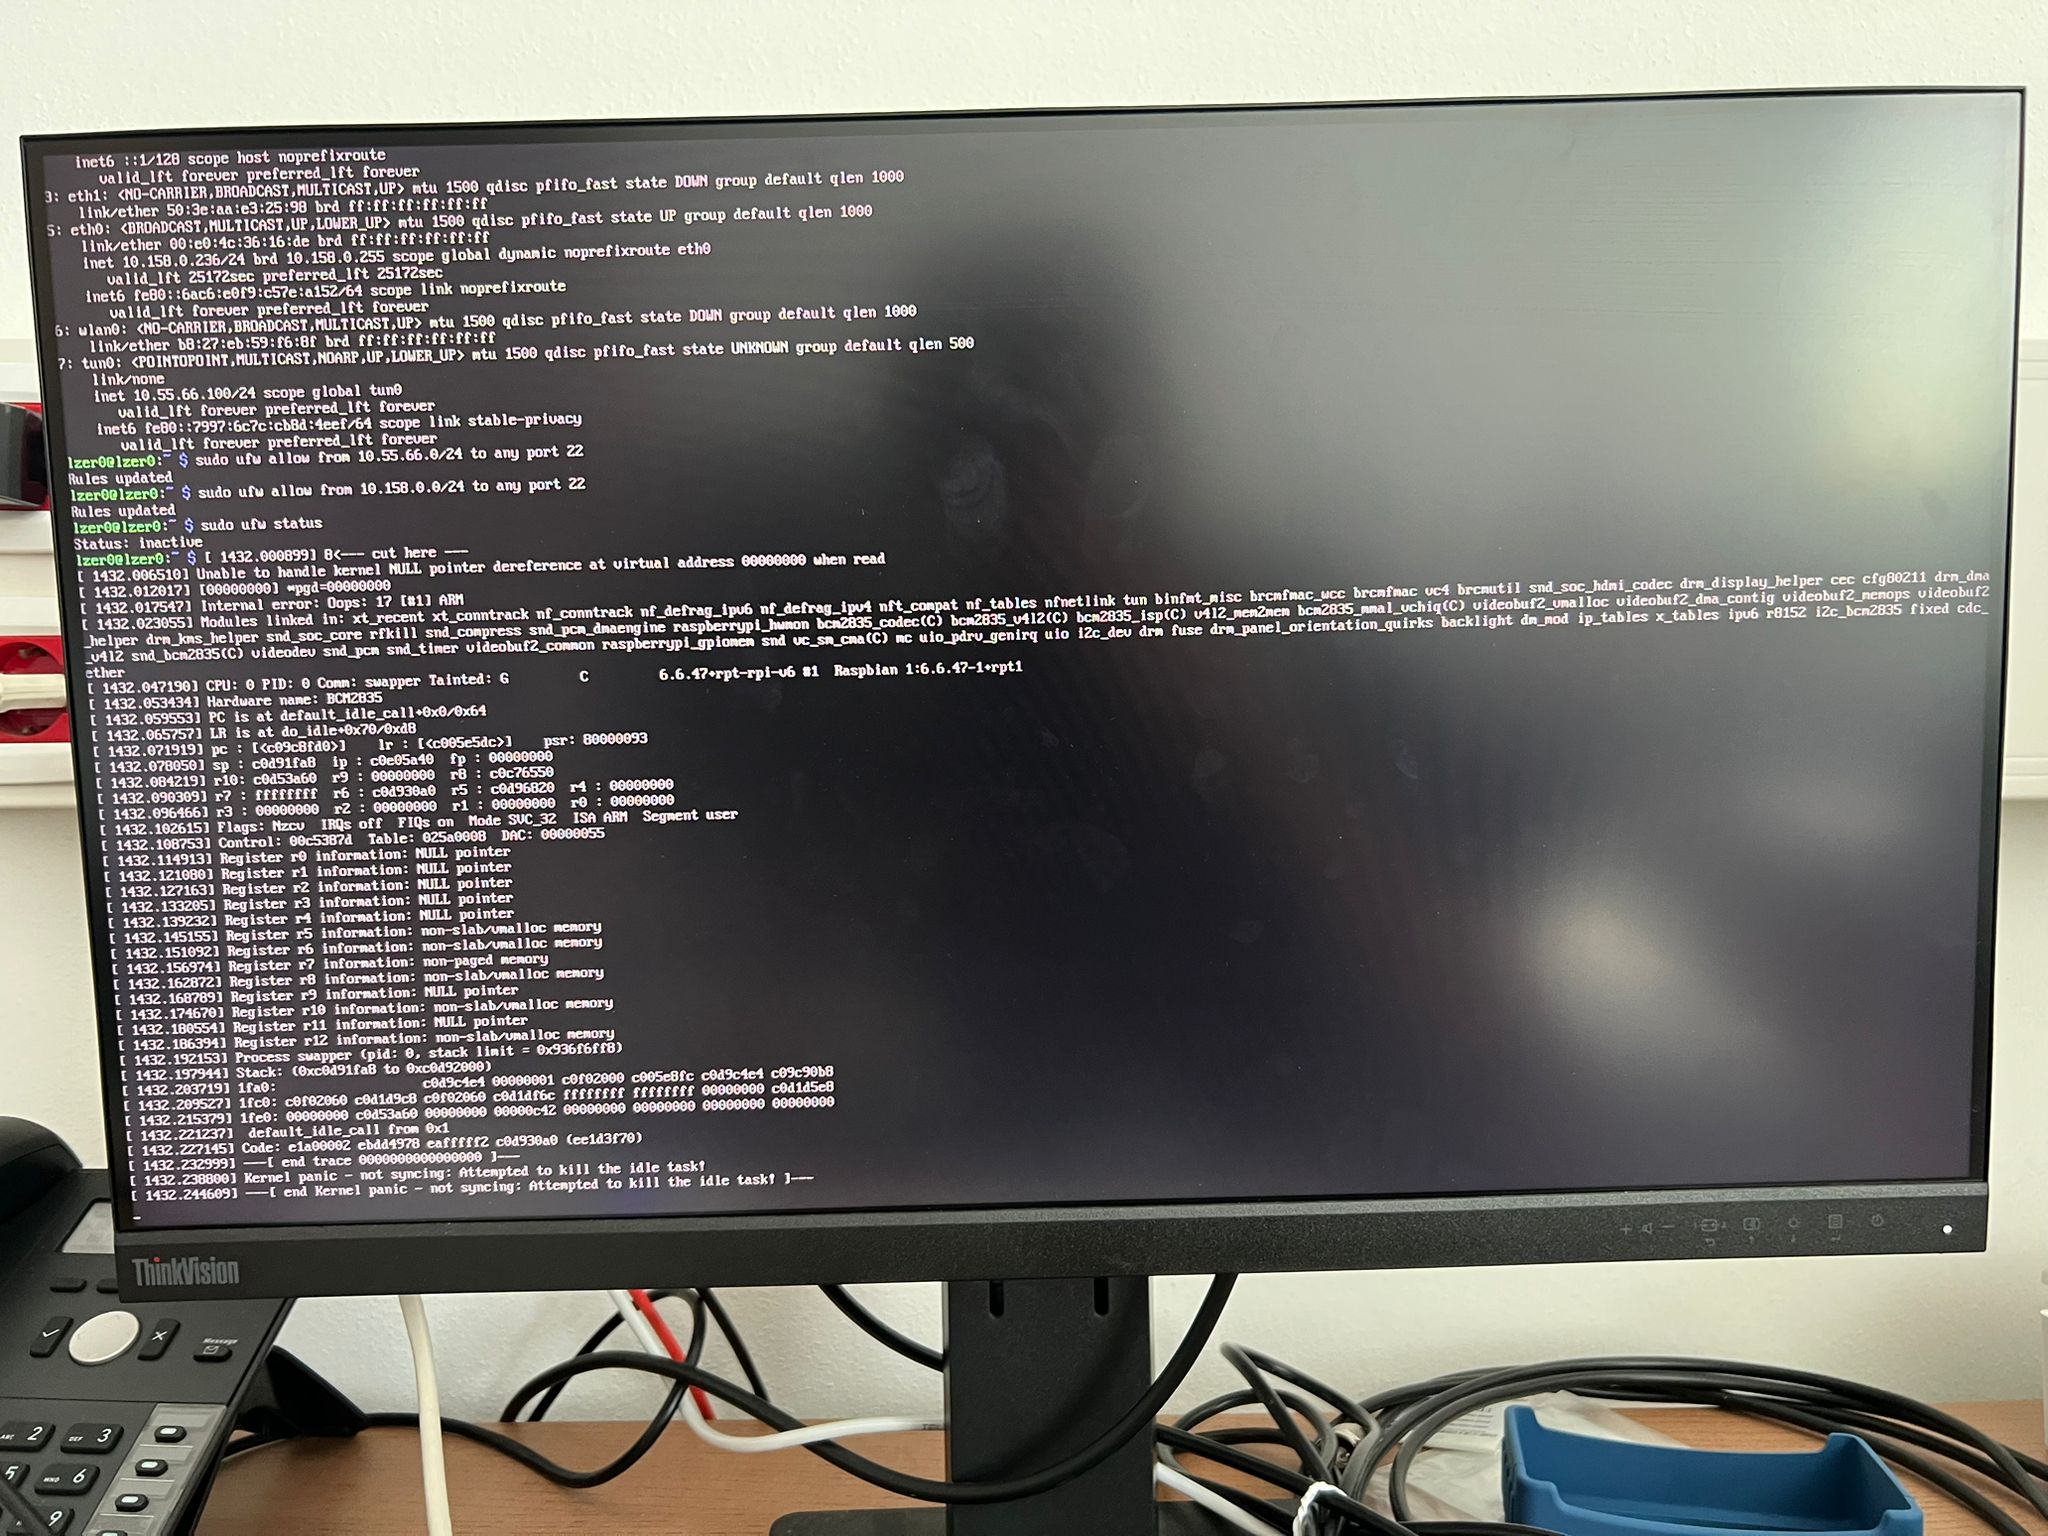 inet6 ::1/128 scope host noprefixroute
valid_lft forever preferred_lft forever
3: eth1: <NO-CARRIER,BROADCAST,MULTICAST,UP> mtu 1500 qdisc pfifo_fast state DOWN group default qlen 1000
link/ether 50:3e:aa:e3:25:98 brd ff:ff:ff:ff:ff:ff
5: eth0: <BROADCAST,MULTICAST,UP,LOWER_UP> mtu 1500 qdisc pfifo_fast state UP group default qlen 1000
link/ether 00:e0:4c:36:16:de brd ff:ff:ff:ff:ff:ff
inet 10.158.0.236/24 brd 10.158.0.255 scope global dynamic noprefixroute eth0
valid_lft 25172sec preferred_lft 25172sec
inet6 fe80::6ac6:e0f9:c57e:a152/64 scope link noprefixroute
valid_lft forever preferred_lft forever
6: wlan0: <NO-CARRIER,BROADCAST,MULTICAST,UP> mtu 1500 qdisc pfifo_fast state DOWN group default qlen 1000
link/ether b8:27:eb:59:f6:8f brd ff:ff:ff:ff:ff:ff
7: tun0: <POINTOPOINT,MULTICAST,NOARP,UP,LOWER_UP> mtu 1500 qdisc pfifo_fast state UNKNOWN group default qlen 500
link/none
inet 10.55.66.100/24 scope global tun0
valid_lft forever preferred_lft forever
inet6 fe80::7997:6c7c:cb8d:4eef/64 scope link stable-privacy
valid_lft forever preferred_lft forever
lzer0@lzer0:~ $ sudo ufw allow from 10.55.66.0/24 to any port 22
Rules updated
lzer0@lzer0:~ $ sudo ufw allow from 10.158.0.0/24 to any port 22
Rules updated
lzer0@lzer0:~ $ sudo ufw status
Status: inactive
lzer0@lzer0:~ $ [ 1432.000899] 8<--- cut here ---
[ 1432.006510] Unable to handle kernel NULL pointer dereference at virtual address 00000000 when read
[ 1432.012017] [00000000] *pgd=00000000
[ 1432.017547] Internal error: Oops: 17 [#1] ARM
[ 1432.023055] Modules linked in: xt_recent xt_conntrack nf_conntrack nf_defrag_ipv6 nf_defrag_ipv4 nft_compat nf_tables nfnetlink tun binfmt_misc brcmfmac_wcc brcmfmac vc4 brcmutil snd_soc_hdmi_codec drm_display_helper cec cfg80211 drm_dma
_helper drm_kms_helper snd_soc_core rfkill snd_compress snd_pcm_dmaengine raspberrypi_hwmon bcm2835_codec(C) bcm2835_v4l2(C) bcm2835_isp(C) v4l2_mem2mem bcm2835_mmal_vchiq(C) videobuf2_vmalloc videobuf2_dma_contig videobuf2_memops videobuf2
_v4l2 snd_bcm2835(C) videodev snd_pcm snd_timer videobuf2_common raspberrypi_gpiomem snd vc_sm_cma(C) mc uio_pdrv_genirq uio i2c_dev drm fuse drm_panel_orientation_quirks backlight dm_mod ip_tables x_tables ipv6 r8152 i2c_bcm2835 fixed cdc_
ether
[ 1432.047190] CPU: 0 PID: 0 Comm: swapper Tainted: G         C         6.6.47+rpt-rpi-v6 #1  Raspbian 1:6.6.47-1+rpt1
[ 1432.053434] Hardware name: BCM2835
[ 1432.059553] PC is at default_idle_call+0x0/0x64
[ 1432.065757] LR is at do_idle+0x70/0xd8
[ 1432.071919] pc : [<c09c8fd0>]    lr : [<c005e5dc>]    psr: 80000093
[ 1432.078050] sp : c0d91fa8  ip : c0e05a40  fp : 00000000
[ 1432.084219] r10: c0d53a60  r9 : 00000000  r8 : c0c76550
[ 1432.090309] r7 : ffffffff  r6 : c0d930a0  r5 : c0d96820  r4 : 00000000
[ 1432.096466] r3 : 00000000  r2 : 00000000  r1 : 00000000  r0 : 00000000
[ 1432.102615] Flags: Nzcv  IRQs off  FIQs on  Mode SVC_32  ISA ARM  Segment user
[ 1432.108753] Control: 00c5387d  Table: 025a0008  DAC: 00000055
[ 1432.114913] Register r0 information: NULL pointer
[ 1432.121080] Register r1 information: NULL pointer
[ 1432.127163] Register r2 information: NULL pointer
[ 1432.133205] Register r3 information: NULL pointer
[ 1432.139232] Register r4 information: NULL pointer
[ 1432.145155] Register r5 information: non-slab/vmalloc memory
[ 1432.151092] Register r6 information: non-slab/vmalloc memory
[ 1432.156974] Register r7 information: non-paged memory
[ 1432.162872] Register r8 information: non-slab/vmalloc memory
[ 1432.168789] Register r9 information: NULL pointer
[ 1432.174670] Register r10 information: non-slab/vmalloc memory
[ 1432.180554] Register r11 information: NULL pointer
[ 1432.186394] Register r12 information: non-slab/vmalloc memory
[ 1432.192153] Process swapper (pid: 0, stack limit = 0x936f6ff8)
[ 1432.197944] Stack: (0xc0d91fa8 to 0xc0d92000)
[ 1432.203719] 1fa0:                   c0d9c4e4 00000001 c0f02000 c005e8fc c0d9c4e4 c09c90b8
[ 1432.209527] 1fc0: c0f02060 c0d1d9c8 c0f02060 c0d1df6c ffffffff ffffffff 00000000 c0d1d5e8
[ 1432.215379] 1fe0: 00000000 c0d53a60 00000000 00000c42 00000000 00000000 00000000 00000000
[ 1432.221237]  default_idle_call from 0x1
[ 1432.227145] Code: e1a00002 ebdd4978 eafffff2 c0d930a0 (ee1d3f70)
[ 1432.232999] ---[ end trace 0000000000000000 ]---
[ 1432.238800] Kernel panic - not syncing: Attempted to kill the idle task!
[ 1432.244609] ---[ end Kernel panic - not syncing: Attempted to kill the idle task! ]---
ThinkVision
Message
ABC 2
DEF 3
5
MNO 6
9